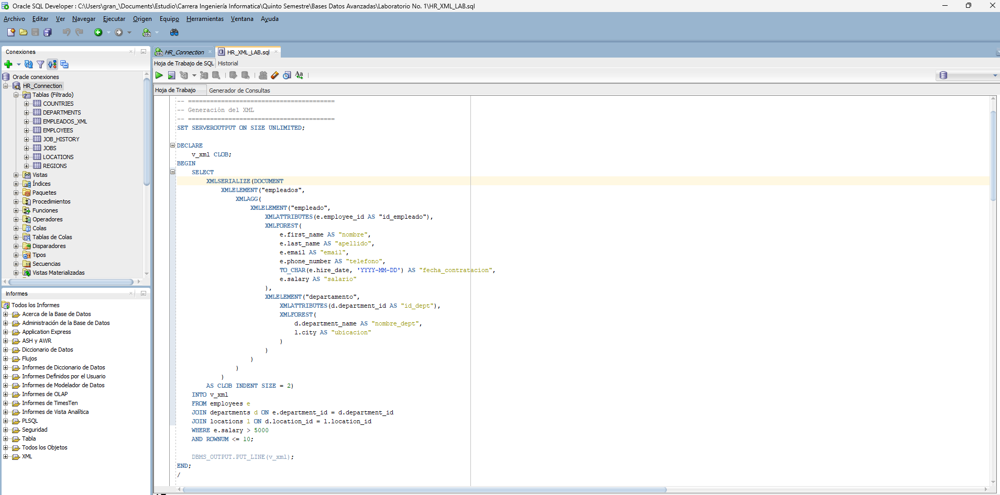 Oracle SQL Developer : C:\Users\gran_\Documents\Estudio\Carrera Ingeniería Informatica\Quinto Semestre\Bases Datos Avanzadas\Laboratorio No. 1\HR_XML_LAB.sql
Archivo Editar Ver Navegar Ejecutar Origen Equipo Herramientas Ventana Ayuda
Conexiones
Oracle conexiones
HR_Connection
Tablas (Filtrado)
COUNTRIES
DEPARTMENTS
EMPLEADOS_XML
EMPLOYEES
JOB_HISTORY
JOBS
LOCATIONS
REGIONS
Vistas
Índices
Paquetes
Procedimientos
Funciones
Operadores
Colas
Tablas de Colas
Disparadores
Tipos
Secuencias
Vistas Materializadas
Informes
Todos los Informes
Acerca de la Base de Datos
Administración de la Base de Datos
Application Express
ASH y AWR
Diccionario de Datos
Flujos
Informes de Diccionario de Datos
Informes Definidos por el Usuario
Informes de Modelador de Datos
Informes de OLAP
Informes de TimesTen
Informes de Vista Analítica
PLSQL
Seguridad
Tabla
Todos los Objetos
XML
HR_Connection HR_XML_LAB.sql
Hoja de Trabajo de SQL Historial
Hoja de Trabajo Generador de Consultas
-- ========================================
-- Generación del XML
-- ========================================
SET SERVEROUTPUT ON SIZE UNLIMITED;
DECLARE
v_xml CLOB;
BEGIN
SELECT
XMLSERIALIZE(DOCUMENT
XMLELEMENT("empleados",
XMLAGG(
XMLELEMENT("empleado",
XMLATTRIBUTES(e.employee_id AS "id_empleado"),
XMLFOREST(
e.first_name AS "nombre",
e.last_name AS "apellido",
e.email AS "email",
e.phone_number AS "telefono",
TO_CHAR(e.hire_date, 'YYYY-MM-DD') AS "fecha_contratacion",
e.salary AS "salario"
),
XMLELEMENT("departamento",
XMLATTRIBUTES(d.department_id AS "id_dept"),
XMLFOREST(
d.department_name AS "nombre_dept",
l.city AS "ubicacion"
)
)
)
)
)
AS CLOB INDENT SIZE = 2)
INTO v_xml
FROM employees e
JOIN departments d ON e.department_id = d.department_id
JOIN locations l ON d.location_id = l.location_id
WHERE e.salary > 5000
AND ROWNUM <= 10;
DBMS_OUTPUT.PUT_LINE(v_xml);
END;
/